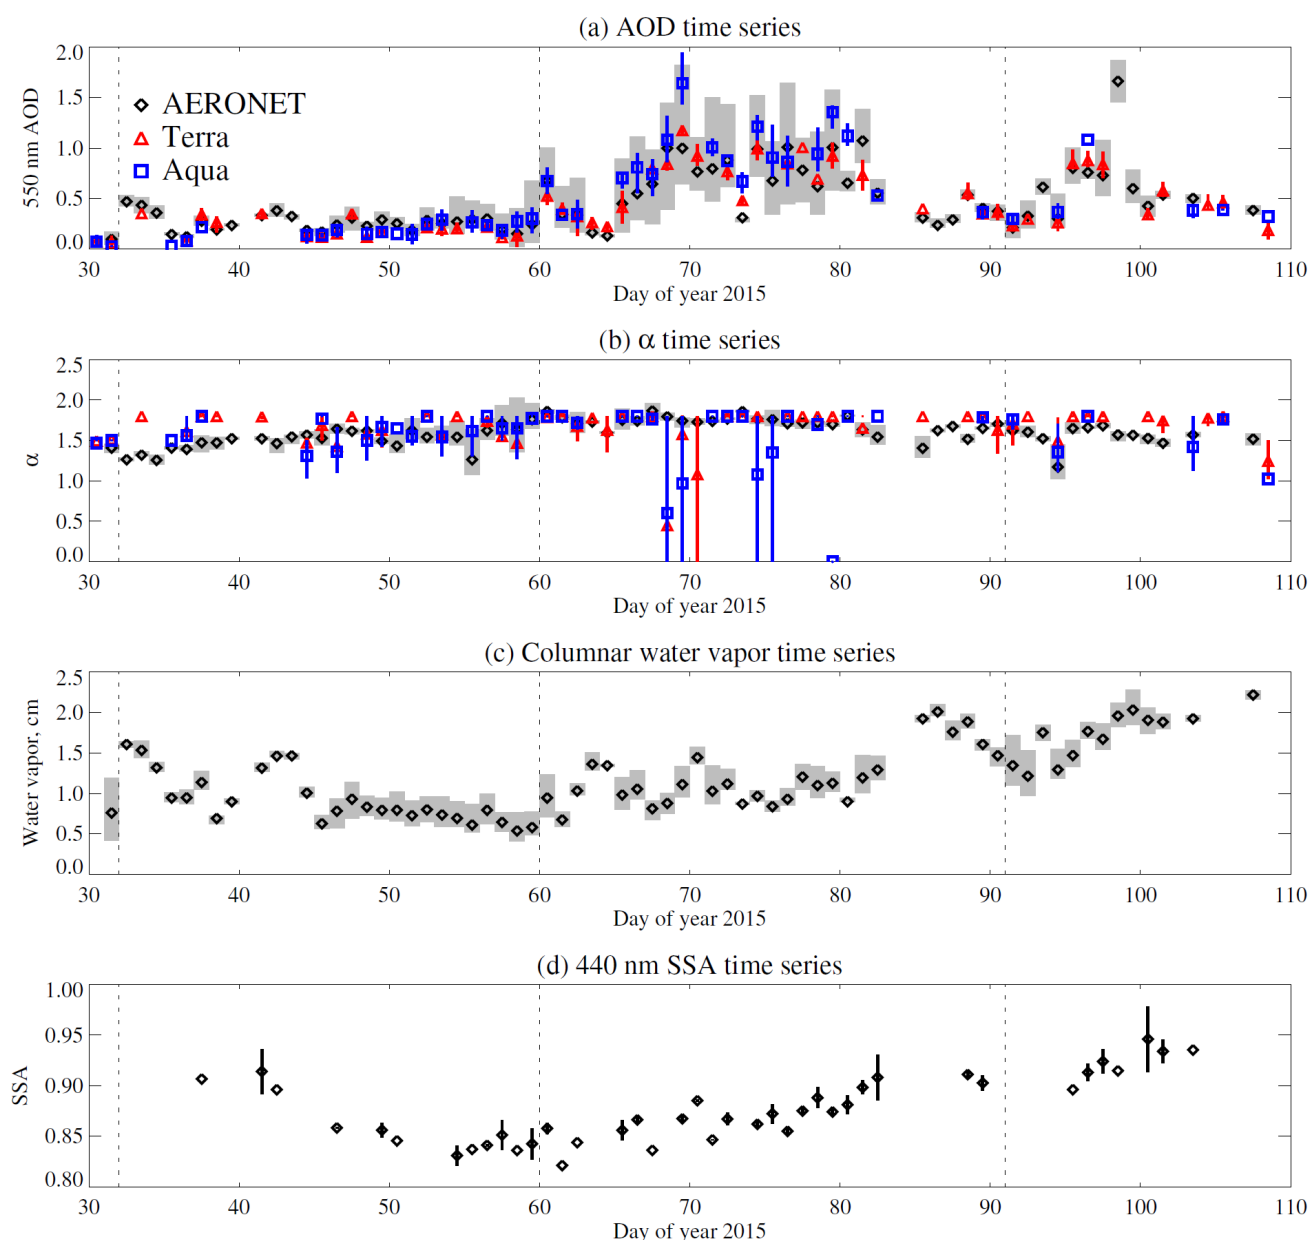 (a) AOD time series
550 nm AOD
2.0
1.5
1.0
0.5
0.0
AERONET
Terra
Aqua
30 40 50 60 70 80 90 100 110
Day of year 2015
(b) α time series
α
2.5
2.0
1.5
1.0
0.5
0.0
30 40 50 60 70 80 90 100 110
Day of year 2015
(c) Columnar water vapor time series
Water vapor, cm
2.5
2.0
1.5
1.0
0.5
0.0
30 40 50 60 70 80 90 100 110
Day of year 2015
(d) 440 nm SSA time series
SSA
1.00
0.95
0.90
0.85
0.80
30 40 50 60 70 80 90 100 110
Day of year 2015